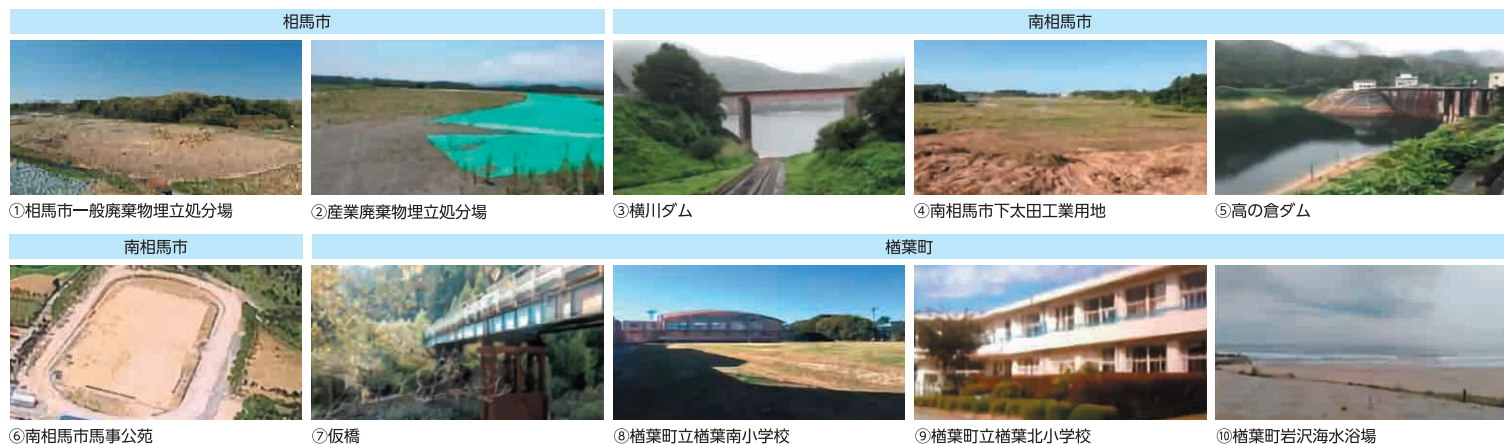 相馬市
南相馬市
①相馬市一般廃棄物埋立処分場
②産業廃棄物埋立処分場
③横川ダム
④南相馬市下太田工業用地
⑤高の倉ダム
南相馬市
楢葉町
⑥南相馬市馬事公苑
⑦仮橋
⑧楢葉町立楢葉南小学校
⑨楢葉町立楢葉北小学校
⑩楢葉町岩沢海水浴場